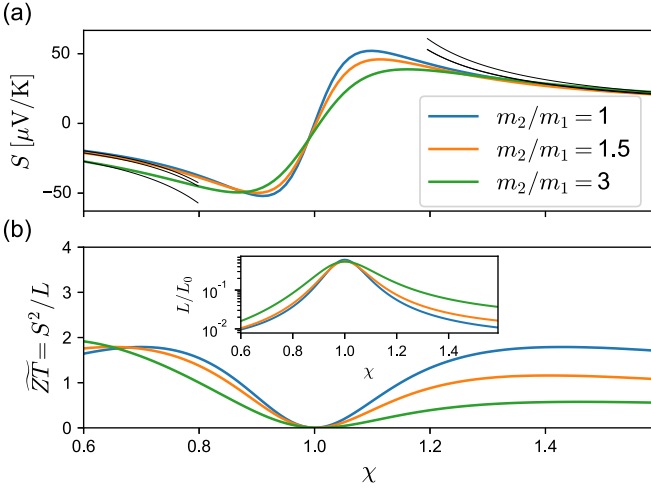 (a)
S [μV/K]
50
0
−50
m₂/m₁ = 1
m₂/m₁ = 1.5
m₂/m₁ = 3
(b)
Z̃T = S²/L
4
3
2
1
0
L/L₀
10⁻¹
10⁻²
0.6 0.8 1.0 1.2 1.4
χ
0.6 0.8 1.0 1.2 1.4
χ